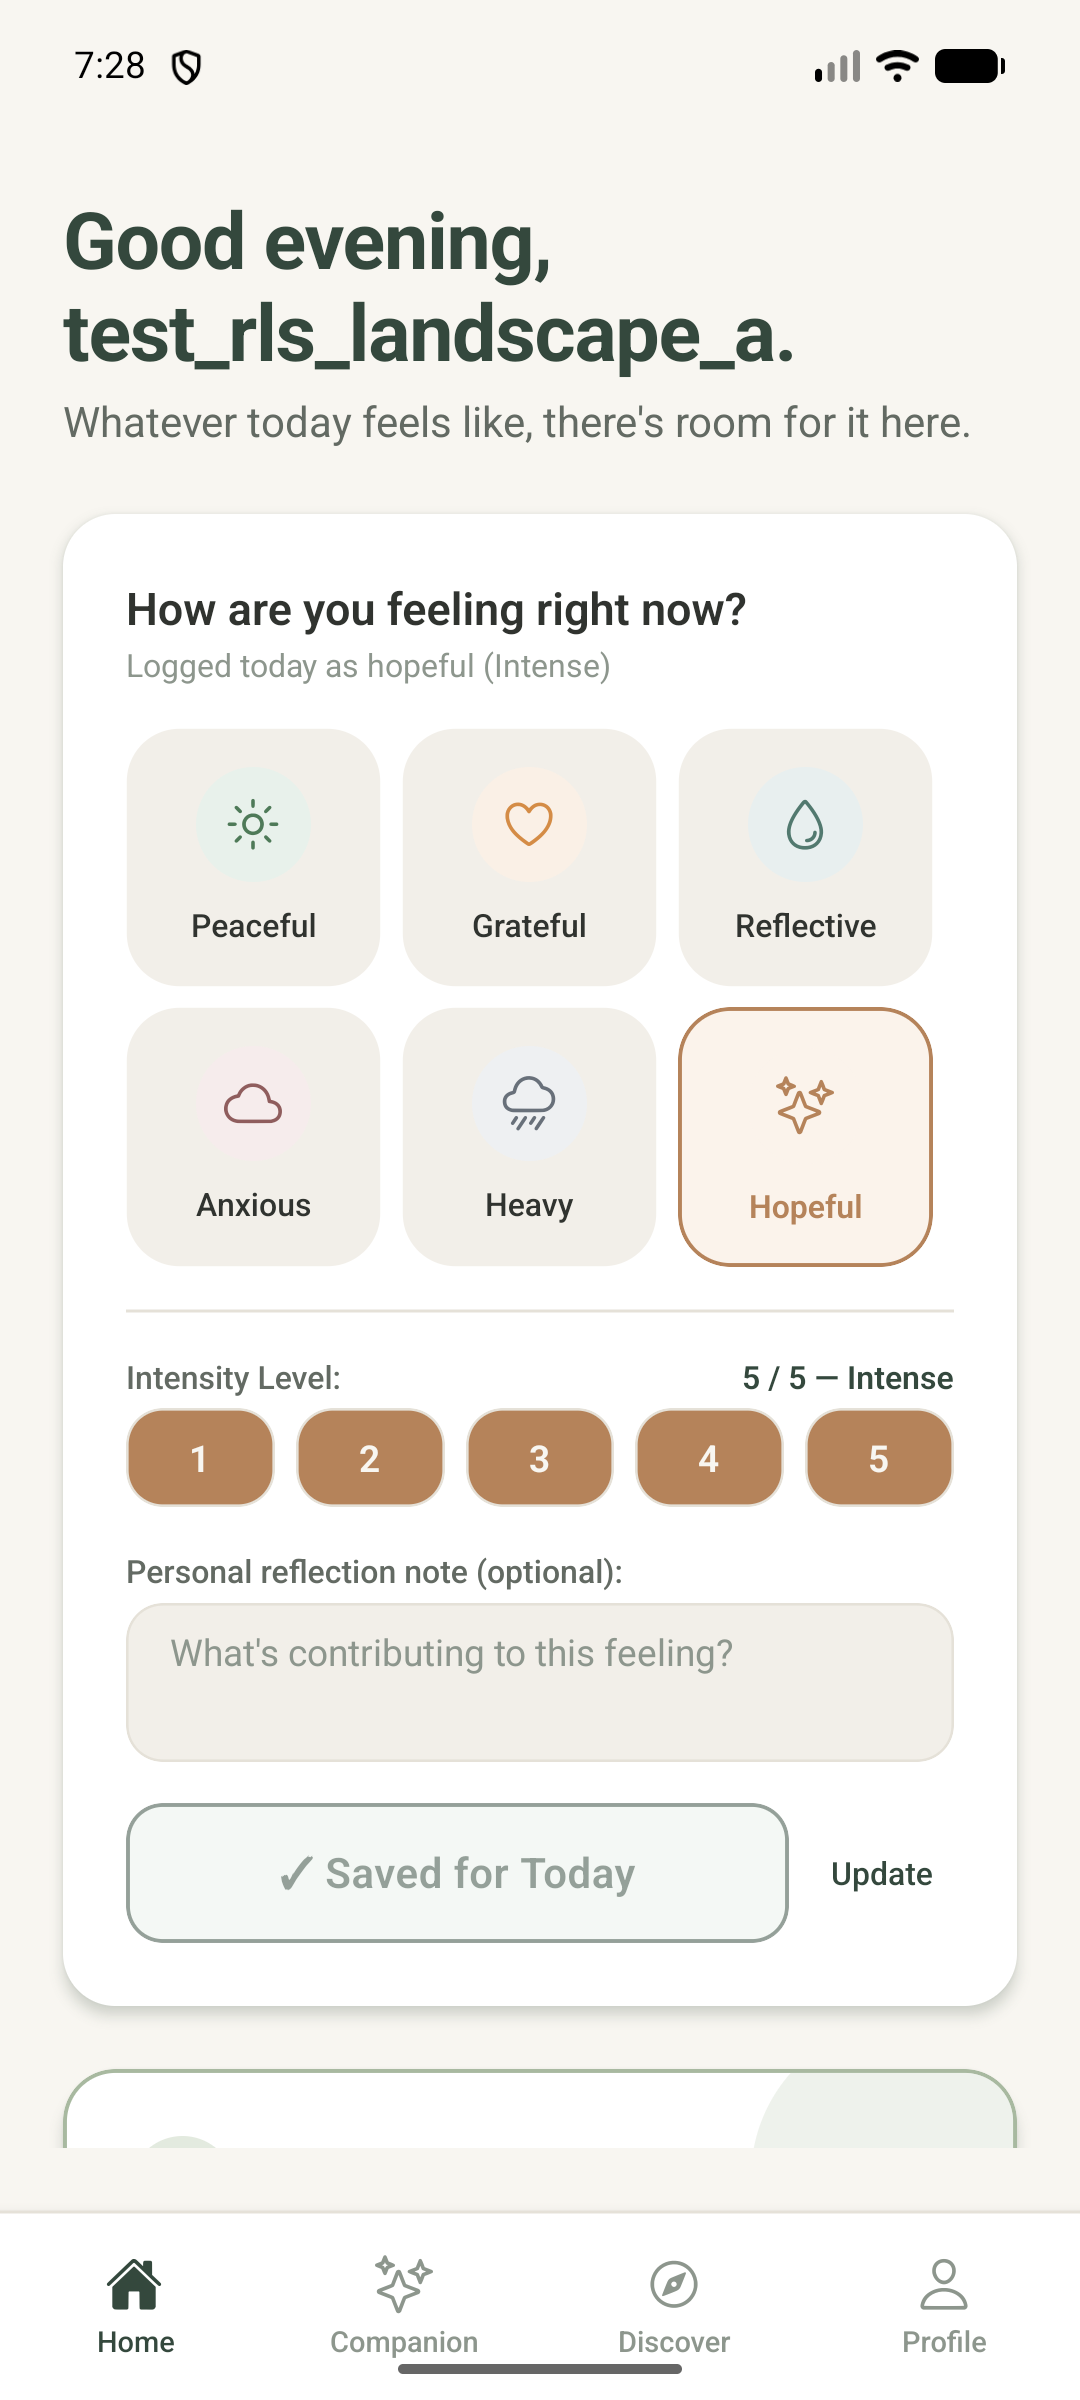 7:28
Good evening,
test_rls_landscape_a.
Whatever today feels like, there's room for it here.
How are you feeling right now?
Logged today as hopeful (Intense)
Peaceful
Grateful
Reflective
Anxious
Heavy
Hopeful
Intensity Level:
5 / 5 — Intense
1
2
3
4
5
Personal reflection note (optional):
What's contributing to this feeling?
✓ Saved for Today
Update
Home
Companion
Discover
Profile